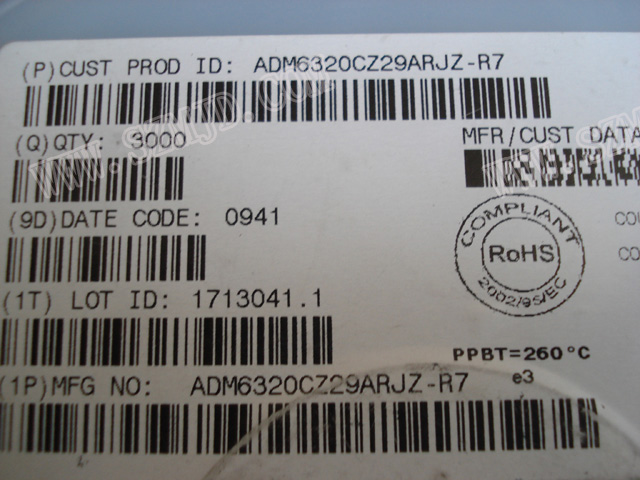 (P)CUST PROD ID: ADM6320CZ29ARJZ-R7
(Q)QTY: 3000
MFR/CUST DATA
(9D)DATE CODE: 0941
COMPLIANT
RoHS
2002/95/EC
(1T) LOT ID: 1713041.1
PPBT=260°C
(1P)MFG NO: ADM6320CZ29ARJZ-R7
e3